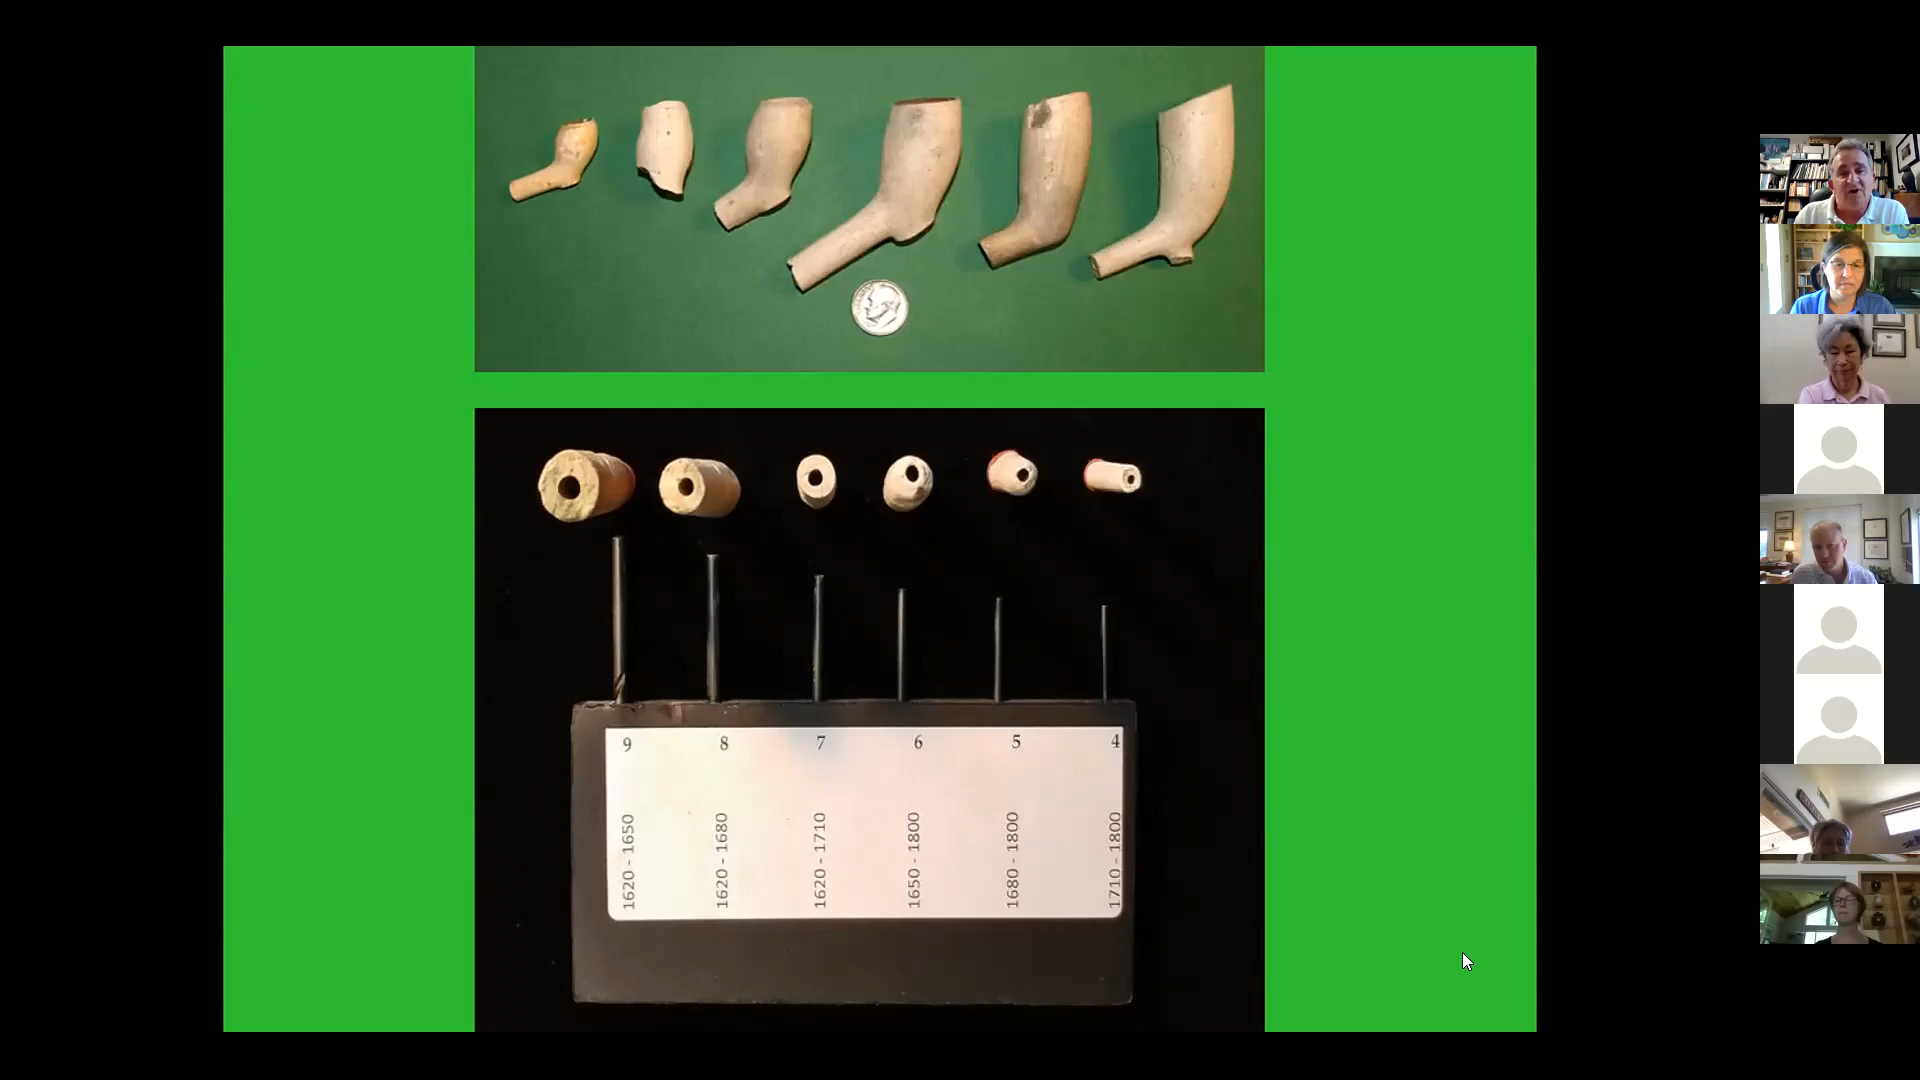 9 8 7 6 5 4
1620 - 1650
1620 - 1680
1620 - 1710
1650 - 1800
1680 - 1800
1710 - 1800